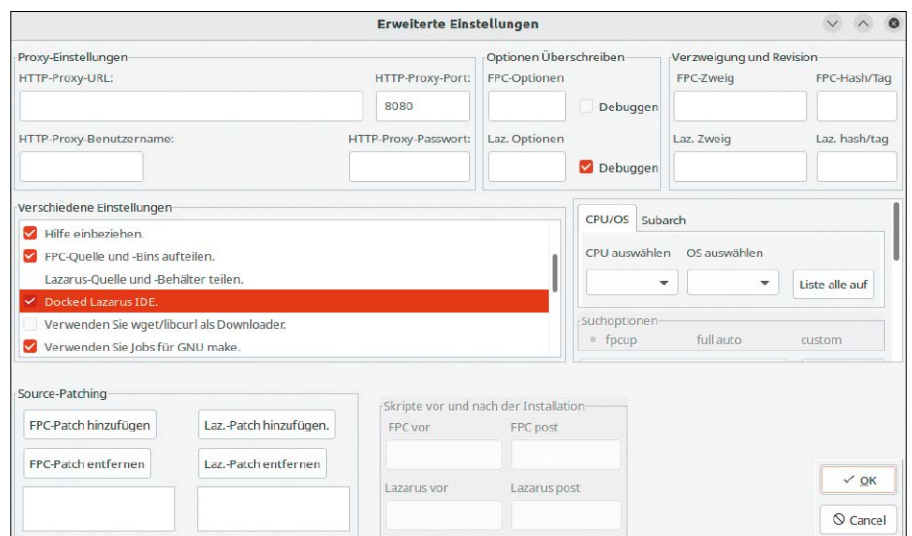 Erweiterte Einstellungen
Proxy-Einstellungen
HTTP-Proxy-URL:
HTTP-Proxy-Port:
8080
HTTP-Proxy-Benutzername:
HTTP-Proxy-Passwort:
Optionen Überschreiben
FPC-Optionen
Debuggen
Laz. Optionen
Debuggen
Verzweigung und Revision
FPC-Zweig
FPC-Hash/Tag
Laz. Zweig
Laz. hash/tag
Verschiedene Einstellungen
Hilfe einbeziehen.
FPC-Quelle und -Bins aufteilen.
Lazarus-Quelle und -Behälter teilen.
Docked Lazarus IDE.
Verwenden Sie wget/libcurl als Downloader.
Verwenden Sie Jobs für GNU make.
CPU/OS Subarch
CPU auswählen OS auswählen
Liste alle auf
Suchoptionen
fpcup full auto custom
Source-Patching
FPC-Patch hinzufügen Laz.-Patch hinzufügen.
FPC-Patch entfernen Laz.-Patch entfernen
Skripte vor und nach der Installation
FPC vor FPC post
Lazarus vor Lazarus post
OK
Cancel